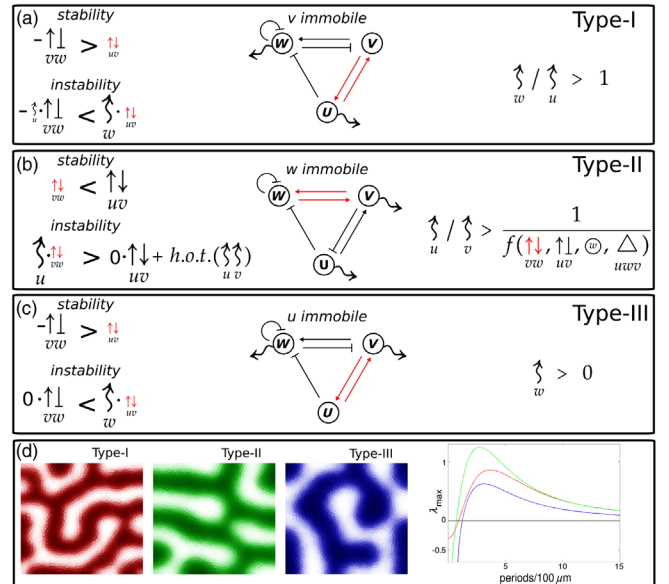 (a)
stability
v immobile
Type-I
−↑⊥ > ↑↓
vw uv
W V
U
w / u > 1
instability
−u·↑⊥ < w·↑↓
vw uv
(b)
stability
w immobile
Type-II
↑↓ < ↑↓
vw uv
W V
U
u / v > 1
f(↑↓, ↑⊥, w, △)
vw uv uwv
instability
u·↑↓ > 0·↑↓ + h.o.t.( )
vw uv u v
(c)
stability
u immobile
Type-III
−↑⊥ > ↑↓
vw uv
W V
U
w > 0
instability
0·↑⊥ < w·↑↓
vw uv
(d)
Type-I Type-II Type-III
λmax
1
0
-0.5
5 10 15
periods/100 μm